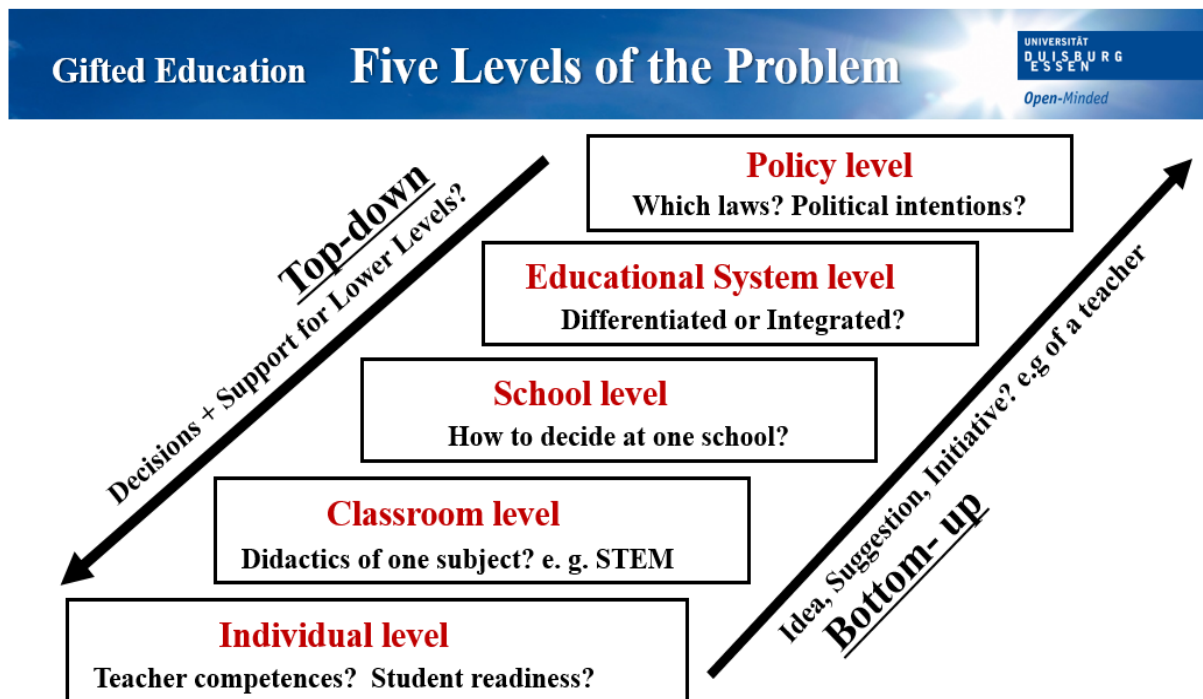 Gifted Education Five Levels of the Problem
UNIVERSITÄT
DUISBURG
ESSEN
Open-Minded
Top-down
Decisions + Support for Lower Levels?
Policy level
Which laws? Political intentions?
Educational System level
Differentiated or Integrated?
School level
How to decide at one school?
Classroom level
Didactics of one subject? e. g. STEM
Individual level
Teacher competences? Student readiness?
Idea, Suggestion, Initiative? e.g of a teacher
Bottom- up